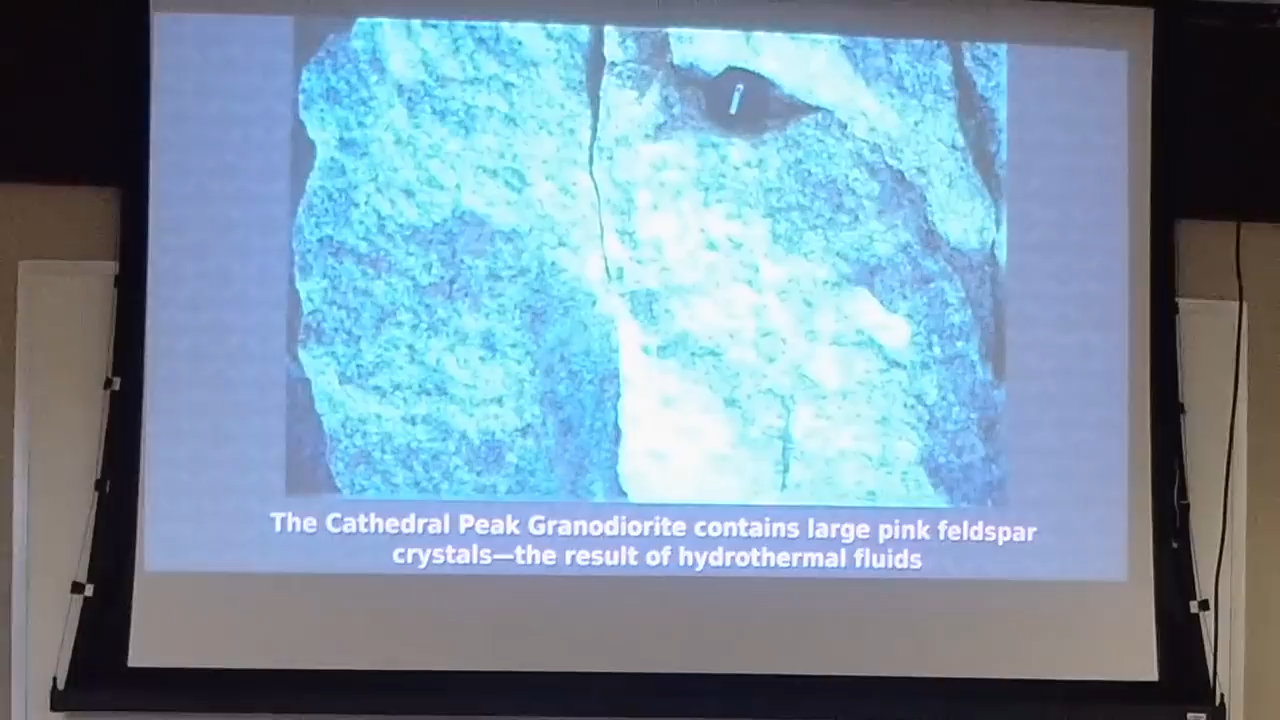 The Cathedral Peak Granodiorite contains large pink feldspar
crystals—the result of hydrothermal fluids